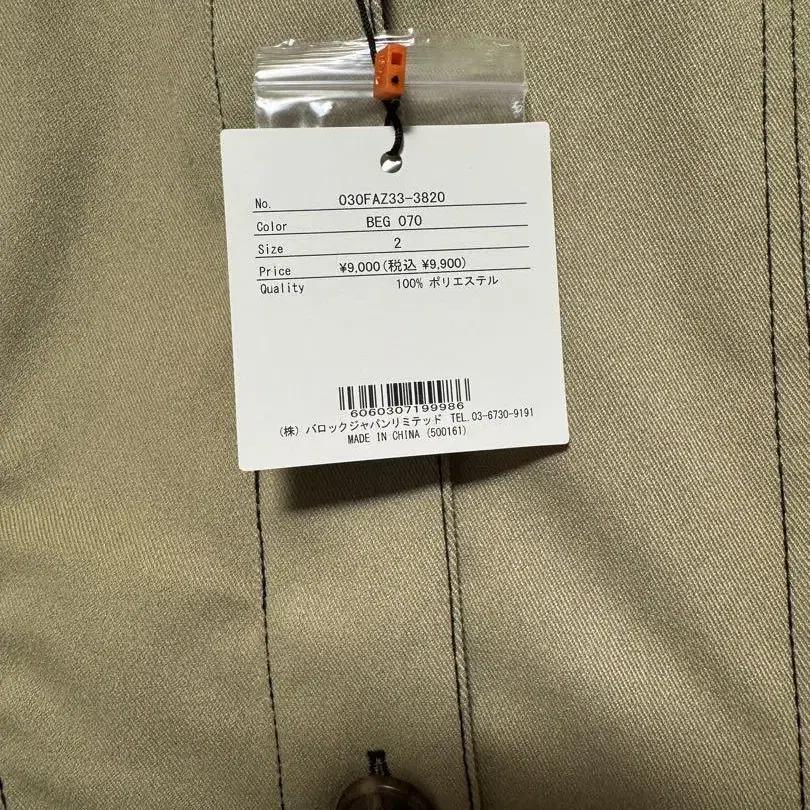 No. 030FAZ33-3820
Color BEG 070
Size 2
Price ¥9,000(税込 ¥9,900)
Quality 100% ポリエステル
6060307199986
(株) バロックジャパンリミテッド TEL.03-6730-9191
MADE IN CHINA (500161)